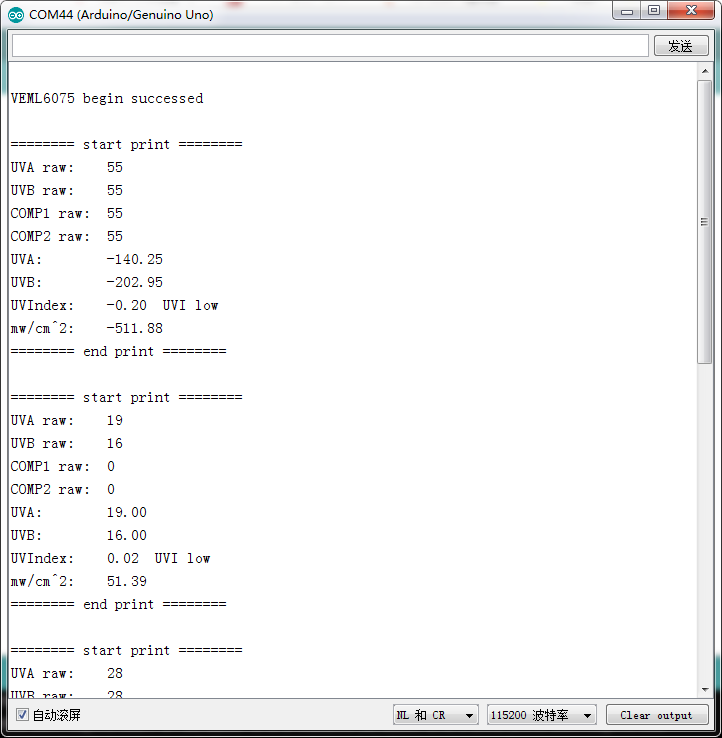 COM44 (Arduino/Genuino Uno)
发送
VEML6075 begin successed
======== start print ========
UVA raw: 55
UVB raw: 55
COMP1 raw: 55
COMP2 raw: 55
UVA: -140.25
UVB: -202.95
UVIndex: -0.20 UVI low
mw/cm^2: -511.88
======== end print ========
======== start print ========
UVA raw: 19
UVB raw: 16
COMP1 raw: 0
COMP2 raw: 0
UVA: 19.00
UVB: 16.00
UVIndex: 0.02 UVI low
mw/cm^2: 51.39
======== end print ========
======== start print ========
UVA raw: 28
UVB raw: 28
自动滚屏 NL 和 CR 115200 波特率 Clear output